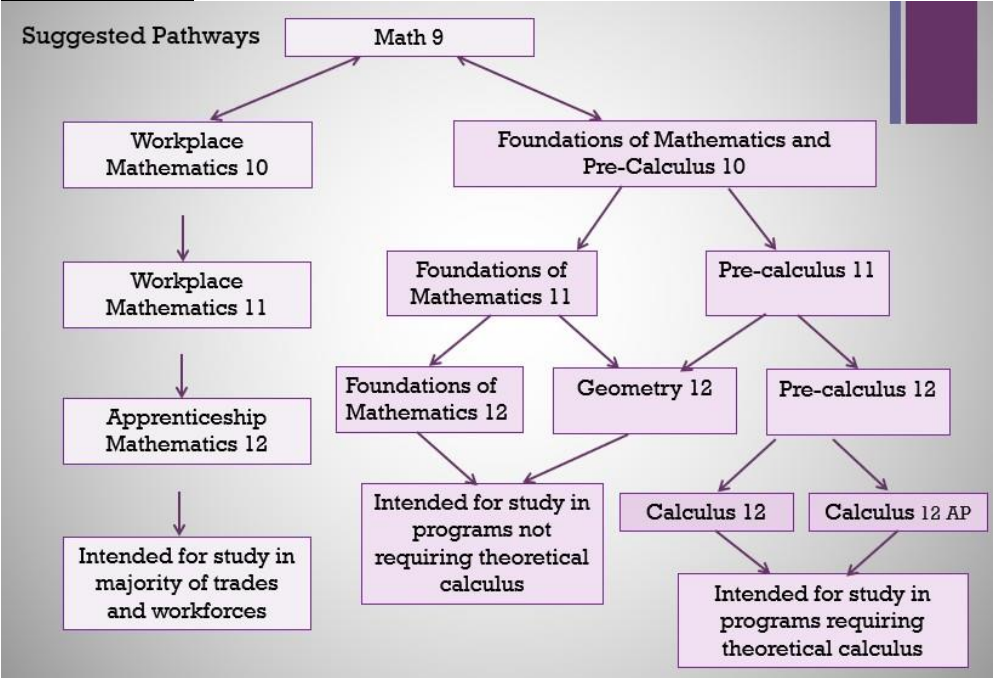 Suggested Pathways
Math 9
Workplace
Mathematics 10
Foundations of Mathematics and
Pre-Calculus 10
Workplace
Mathematics 11
Foundations of
Mathematics 11
Pre-calculus 11
Apprenticeship
Mathematics 12
Foundations of
Mathematics 12
Geometry 12
Pre-calculus 12
Intended for study in
majority of trades
and workforces
Intended for study in
programs not
requiring theoretical
calculus
Calculus 12
Calculus 12 AP
Intended for study in
programs requiring
theoretical calculus